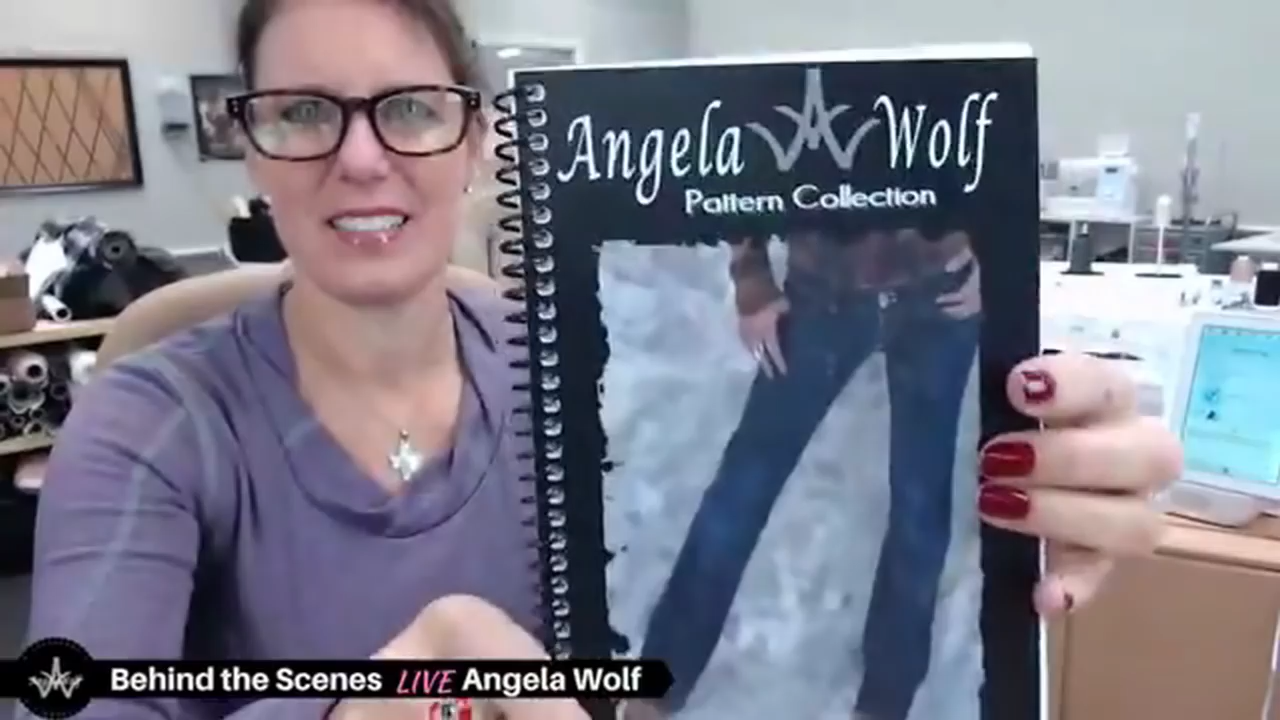 Angela Wolf
Pattern Collection
Behind the Scenes LIVE Angela Wolf